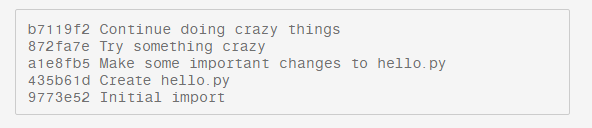 b7119f2 Continue doing crazy things
872fa7e Try something crazy
a1e8fb5 Make some important changes to hello.py
435b61d Create hello.py
9773e52 Initial import